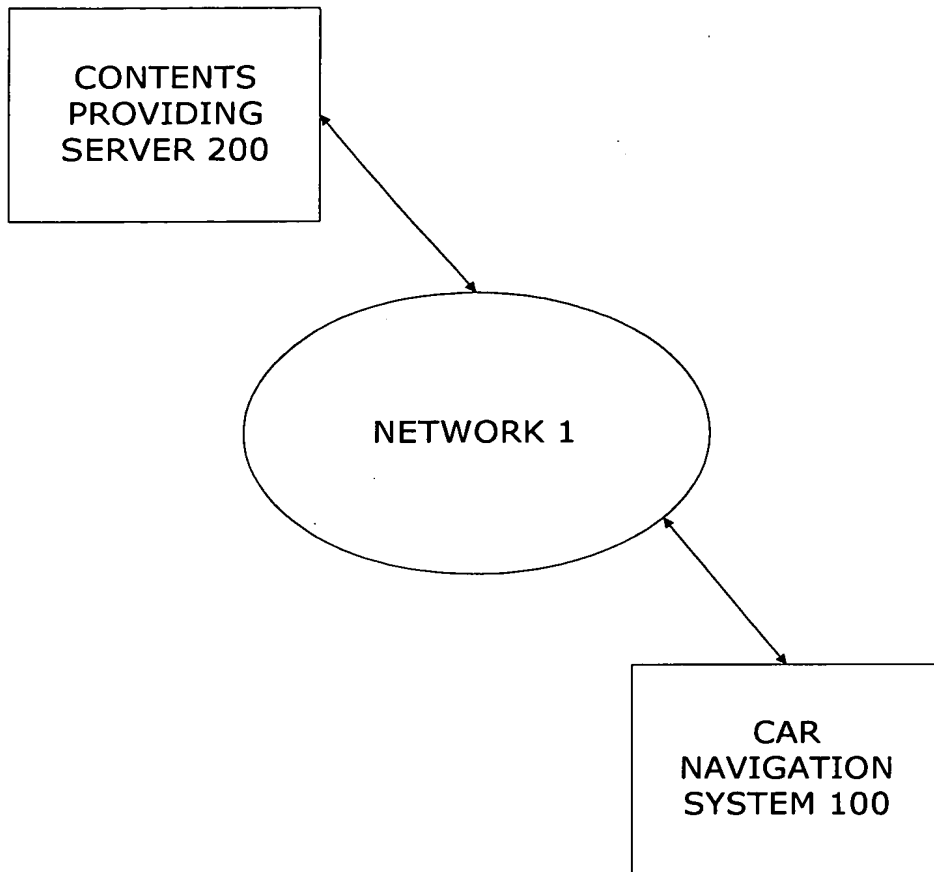 CONTENTS
PROVIDING
SERVER 200
NETWORK 1
CAR
NAVIGATION
SYSTEM 100